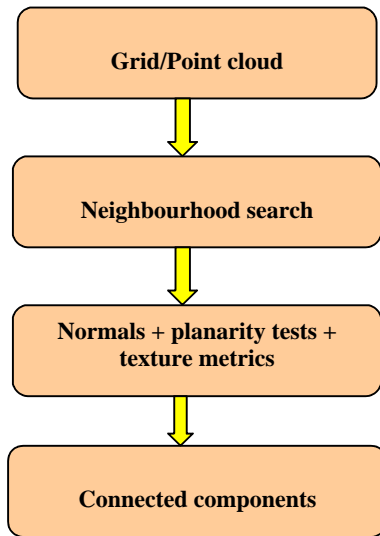 Grid/Point cloud
Neighbourhood search
Normals + planarity tests +
texture metrics
Connected components